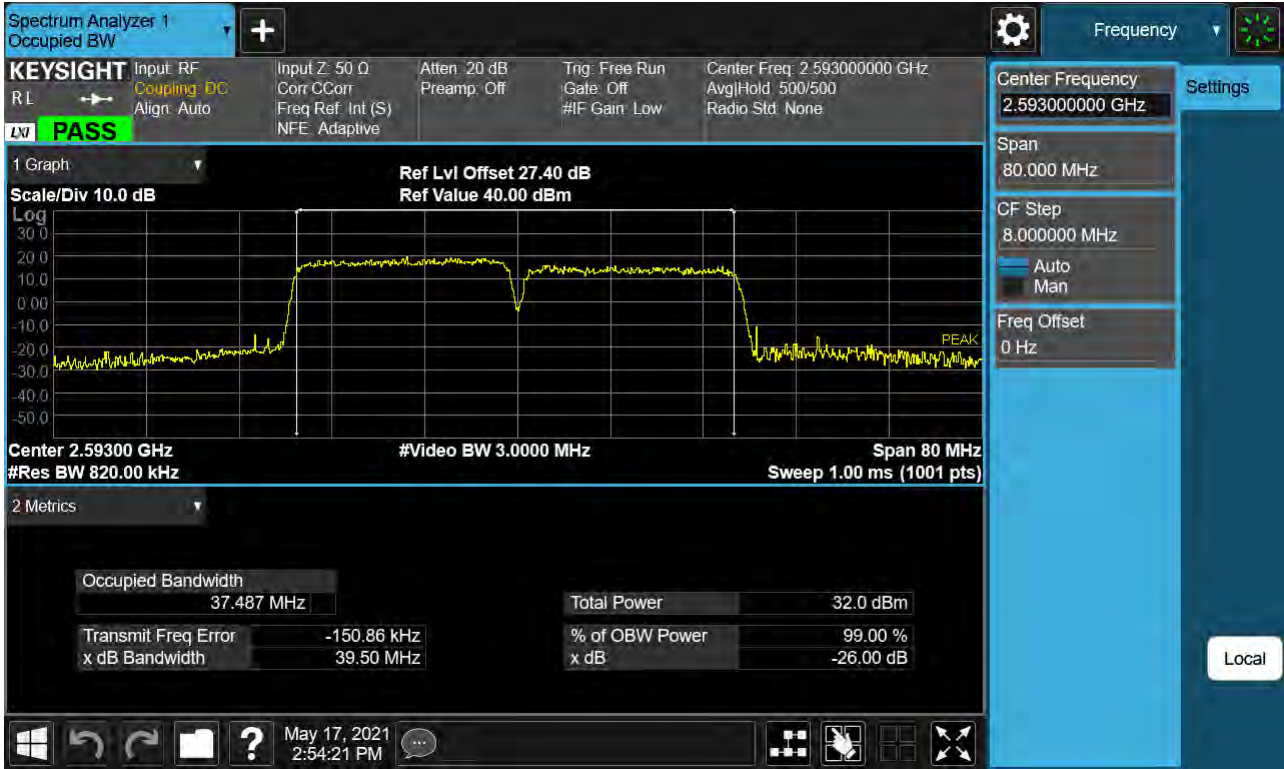 Spectrum Analyzer 1
Occupied BW
Frequency
KEYSIGHT
R L
LXI PASS
Input: RF
Coupling: DC
Align: Auto
Input Z: 50 Ω
Corr CCorr
Freq Ref: Int (S)
NFE: Adaptive
Atten: 20 dB
Preamp: Off
Trig: Free Run
Gate: Off
#IF Gain: Low
Center Freq: 2.593000000 GHz
Avg|Hold: 500/500
Radio Std: None
Center Frequency
2.593000000 GHz
Settings
Span
80.000 MHz
CF Step
8.000000 MHz
Auto
Man
Freq Offset
0 Hz
1 Graph
Scale/Div 10.0 dB
Ref Lvl Offset 27.40 dB
Ref Value 40.00 dBm
Log
30.0
20.0
10.0
0.00
-10.0
-20.0
-30.0
-40.0
-50.0
PEAK
Center 2.59300 GHz
#Video BW 3.0000 MHz
Span 80 MHz
#Res BW 820.00 kHz
Sweep 1.00 ms (1001 pts)
2 Metrics
Occupied Bandwidth
37.487 MHz
Total Power 32.0 dBm
Transmit Freq Error -150.86 kHz
% of OBW Power 99.00 %
x dB Bandwidth 39.50 MHz
x dB -26.00 dB
Local
?
May 17, 2021
2:54:21 PM